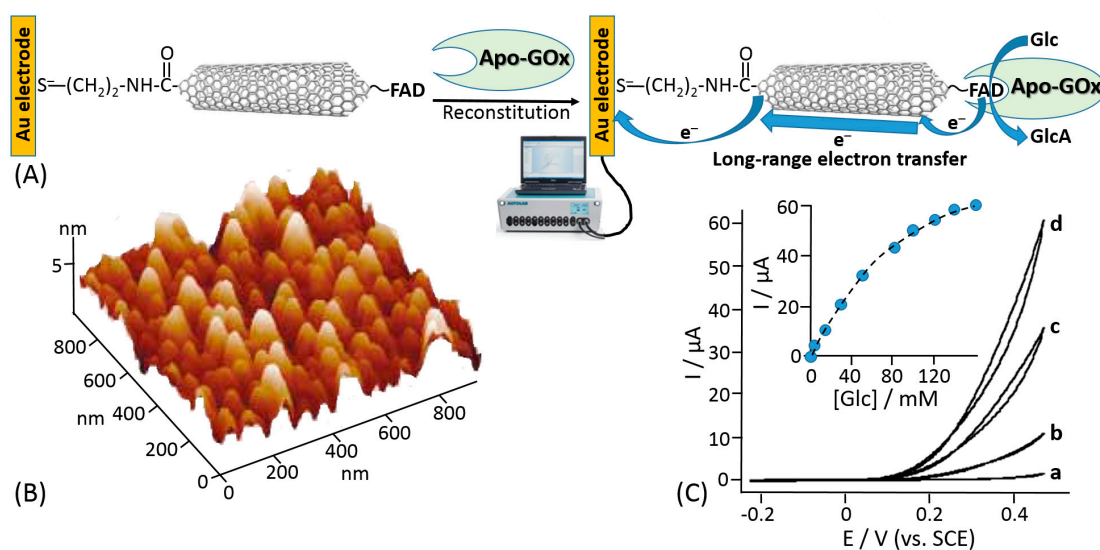 Au electrode
S–(CH2)2–NH–C
O
FAD
Apo-GOx
Reconstitution
Au electrode
S–(CH2)2–NH–C
O
FAD
Apo-GOx
Glc
GlcA
e−
e−
e−
Long-range electron transfer
AUTOLAB
(A)
nm
5
800
600
nm
400
200
0
0
200
400
nm
600
800
(B)
I / µA
60
50
40
30
20
10
0
-0.2
0
0.2
0.4
E / V (vs. SCE)
d
c
b
a
I / µA
60
40
20
0
0
40
80
120
[Glc] / mM
(C)